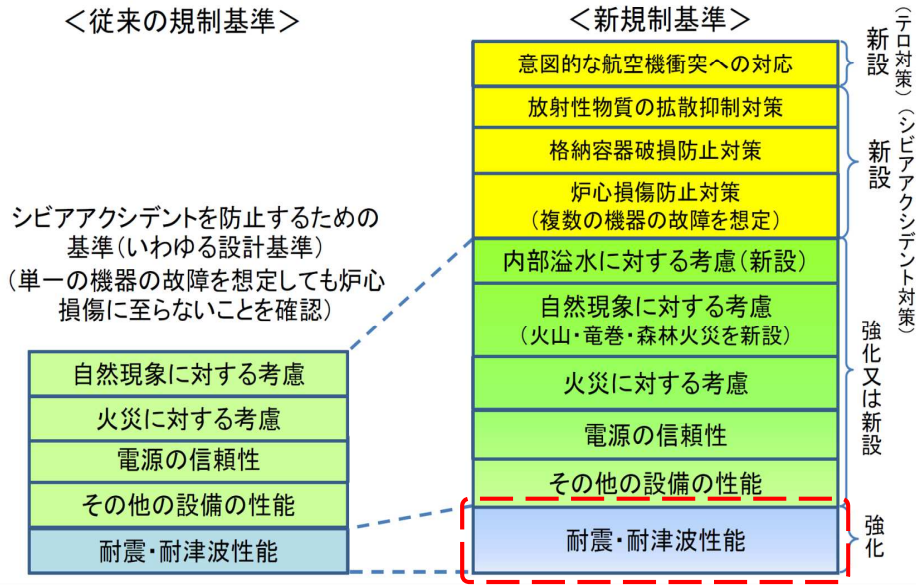 ＜従来の規制基準＞
シビアアクシデントを防止するための
基準(いわゆる設計基準)
(単一の機器の故障を想定しても炉心
損傷に至らないことを確認)
自然現象に対する考慮
火災に対する考慮
電源の信頼性
その他の設備の性能
耐震・耐津波性能
＜新規制基準＞
意図的な航空機衝突への対応
放射性物質の拡散抑制対策
格納容器破損防止対策
炉心損傷防止対策
(複数の機器の故障を想定)
内部溢水に対する考慮(新設)
自然現象に対する考慮
(火山・竜巻・森林火災を新設)
火災に対する考慮
電源の信頼性
その他の設備の性能
耐震・耐津波性能
新設
(テロ対策)
新設
(シビアアクシデント対策)
強化又は新設
強化